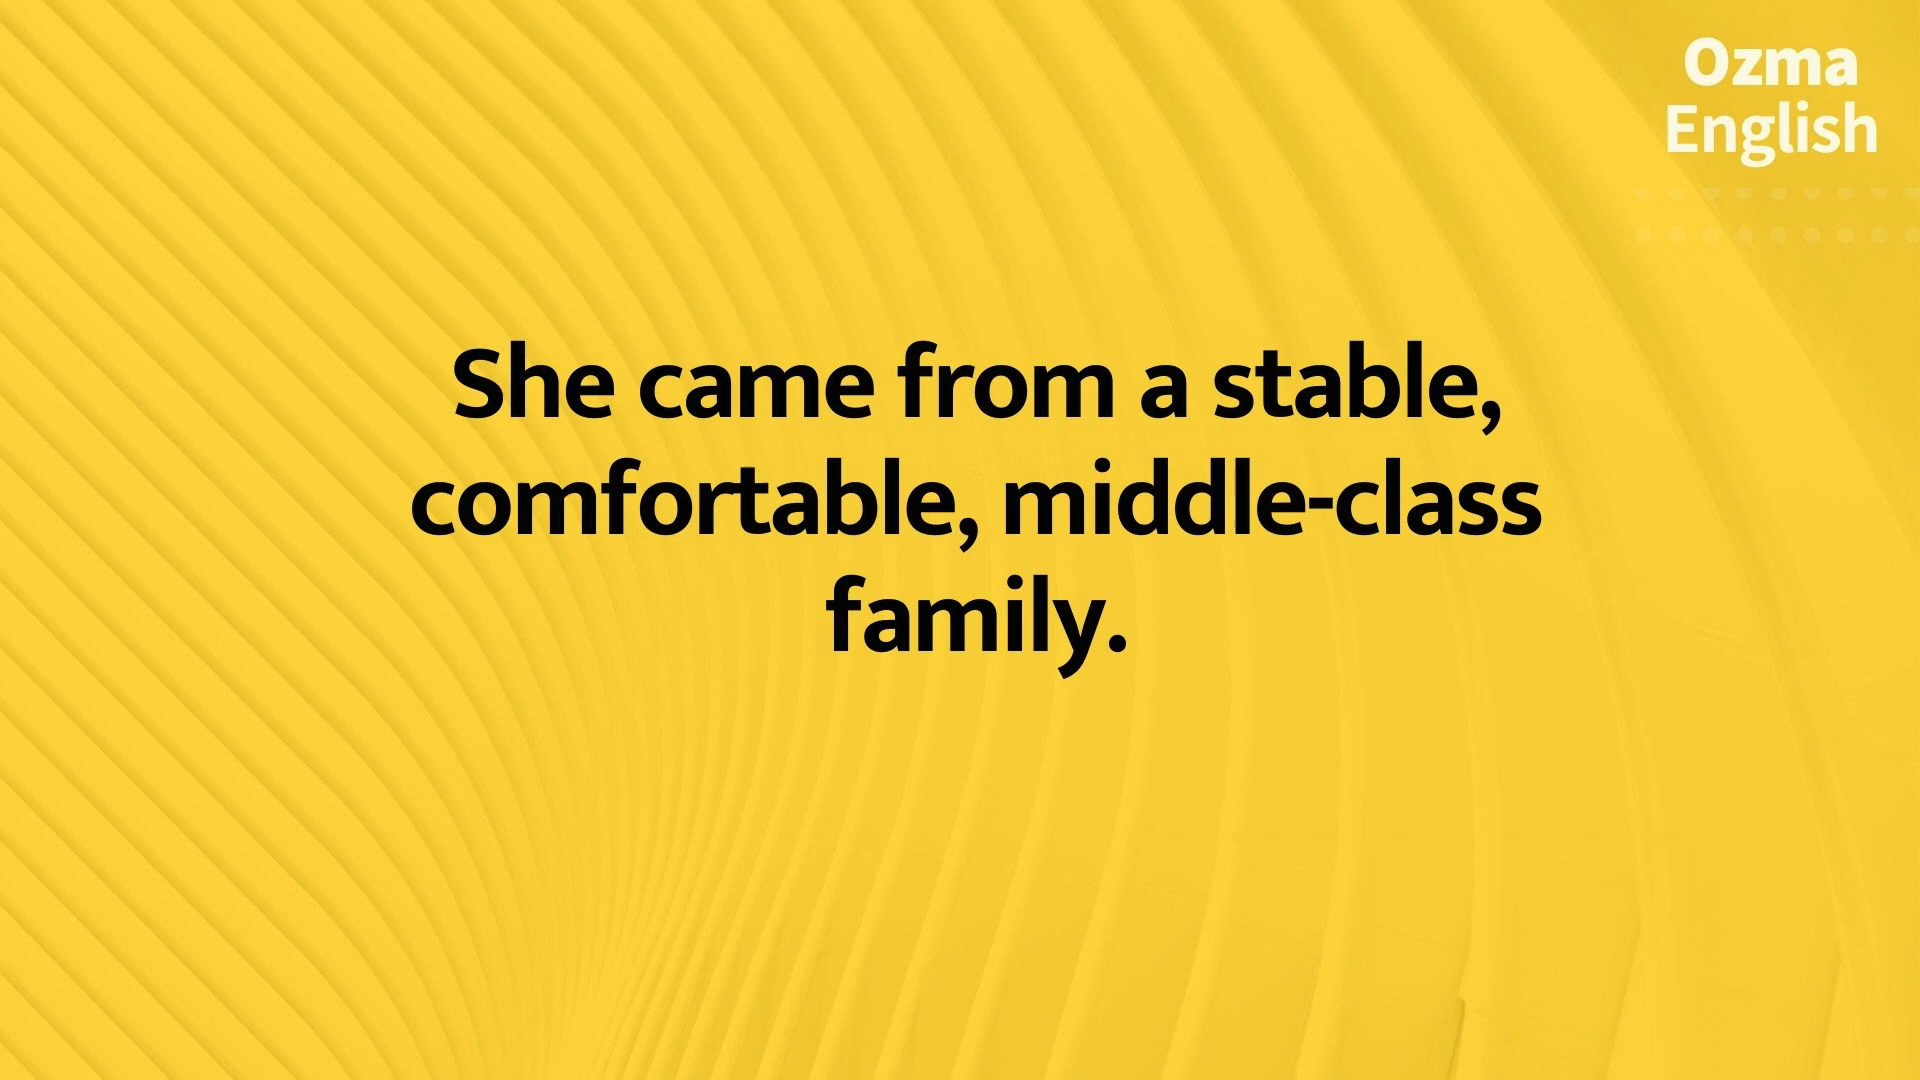 Ozma
English
She came from a stable,
comfortable, middle-class
family.